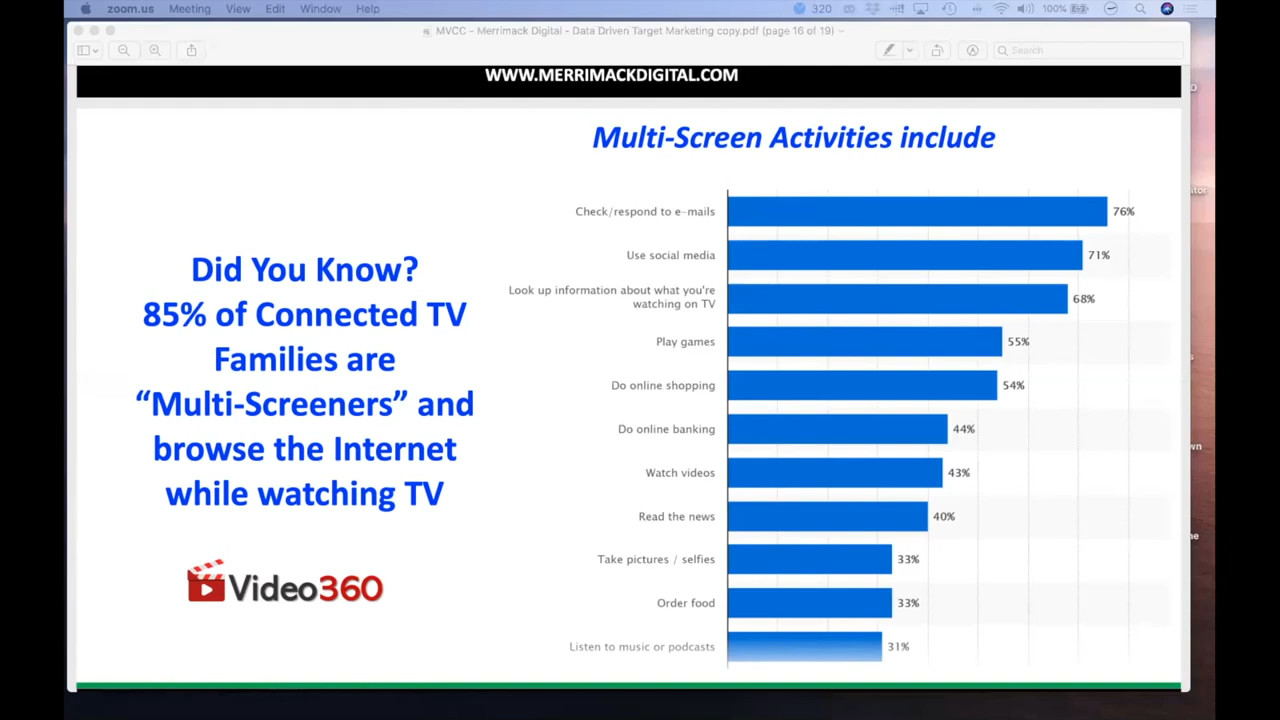 zoom.us Meeting View Edit Window Help 320 100%
MVCC – Merrimack Digital - Data Driven Target Marketing copy.pdf (page 16 of 19)
Search
WWW.MERRIMACKDIGITAL.COM
Multi-Screen Activities include
Did You Know?
85% of Connected TV
Families are
“Multi-Screeners” and
browse the Internet
while watching TV
Video360
Check/respond to e-mails 76%
Use social media 71%
Look up information about what you're
watching on TV 68%
Play games 55%
Do online shopping 54%
Do online banking 44%
Watch videos 43%
Read the news 40%
Take pictures / selfies 33%
Order food 33%
Listen to music or podcasts 31%